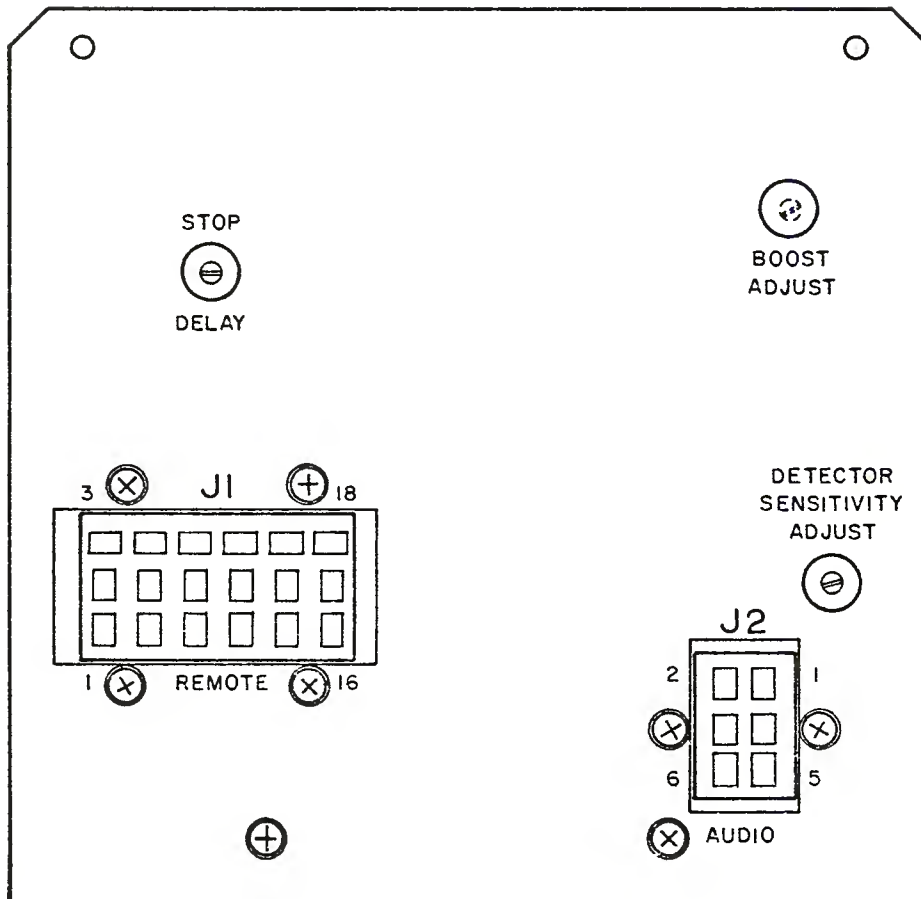 STOP
DELAY
BOOST
ADJUST
3 J1 18
1 REMOTE 16
DETECTOR
SENSITIVITY
ADJUST
J2
2 1
6 5
AUDIO